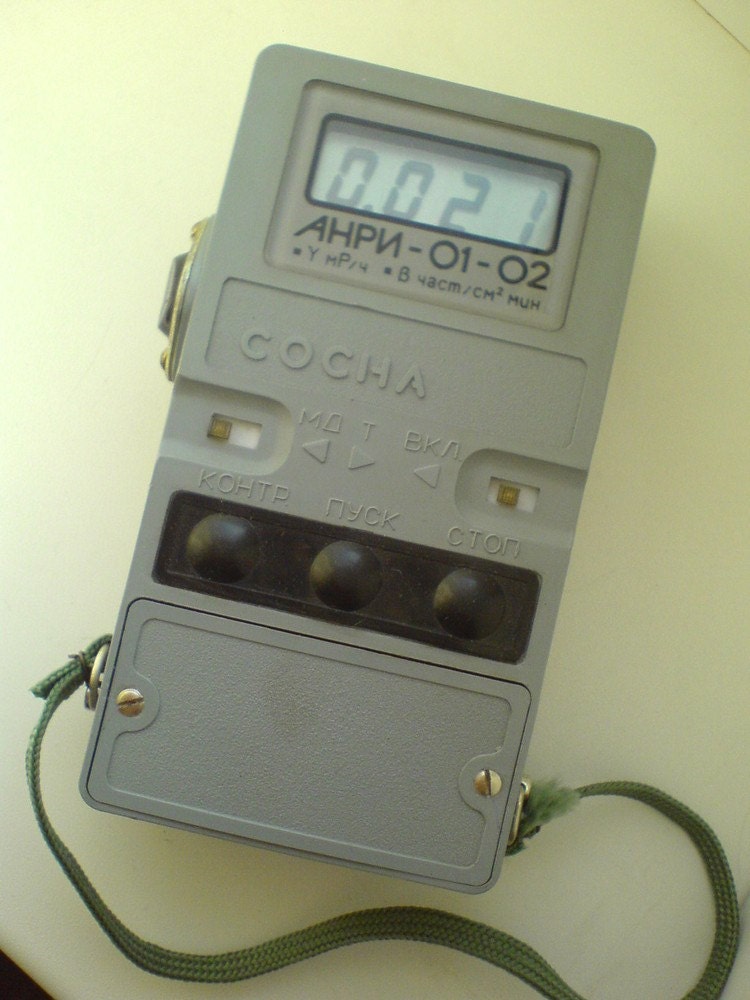 0.021
АНРИ-01-02
▪ γ мР/ч ▪ β част/см² мин
СОСНА
МД Т ВКЛ.
КОНТР. ПУСК СТОП